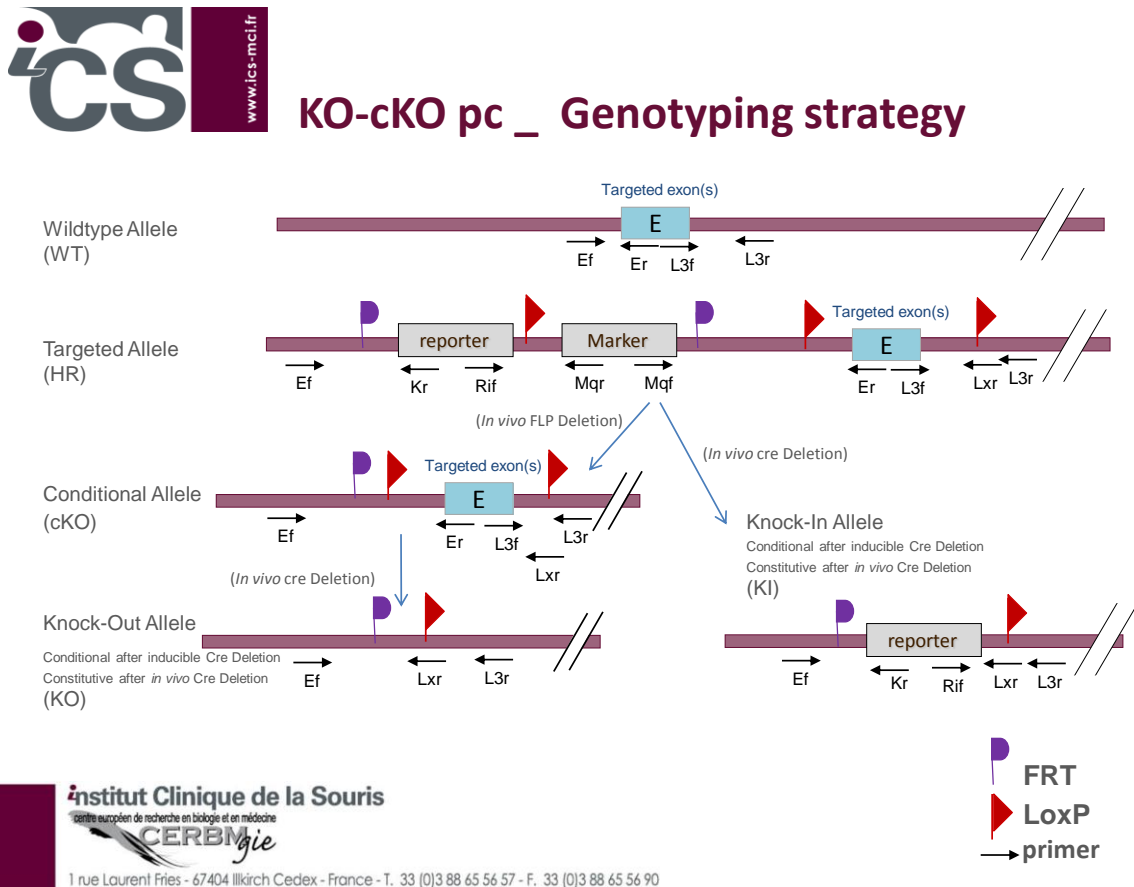 iCS
www.ics-mci.fr
KO-cKO pc _ Genotyping strategy
Targeted exon(s)
Wildtype Allele
(WT)
E
Ef
Er
L3f
L3r
Targeted exon(s)
Targeted Allele
(HR)
reporter
Marker
E
Ef
Kr
Rif
Mqr
Mqf
Er
L3f
Lxr
L3r
(In vivo FLP Deletion)
(In vivo cre Deletion)
Targeted exon(s)
Conditional Allele
(cKO)
E
Ef
Er
L3f
L3r
Lxr
Knock-In Allele
Conditional after inducible Cre Deletion
Constitutive after in vivo Cre Deletion
(KI)
(In vivo cre Deletion)
Knock-Out Allele
Conditional after inducible Cre Deletion
Constitutive after in vivo Cre Deletion
(KO)
Ef
Lxr
L3r
reporter
Ef
Kr
Rif
Lxr
L3r
FRT
LoxP
primer
institut Clinique de la Souris
centre européen de recherche en biologie et en médecine
CERBMgie
1 rue Laurent Fries - 67404 Illkirch Cedex - France - T. 33 (0)3 88 65 56 57 - F. 33 (0)3 88 65 56 90